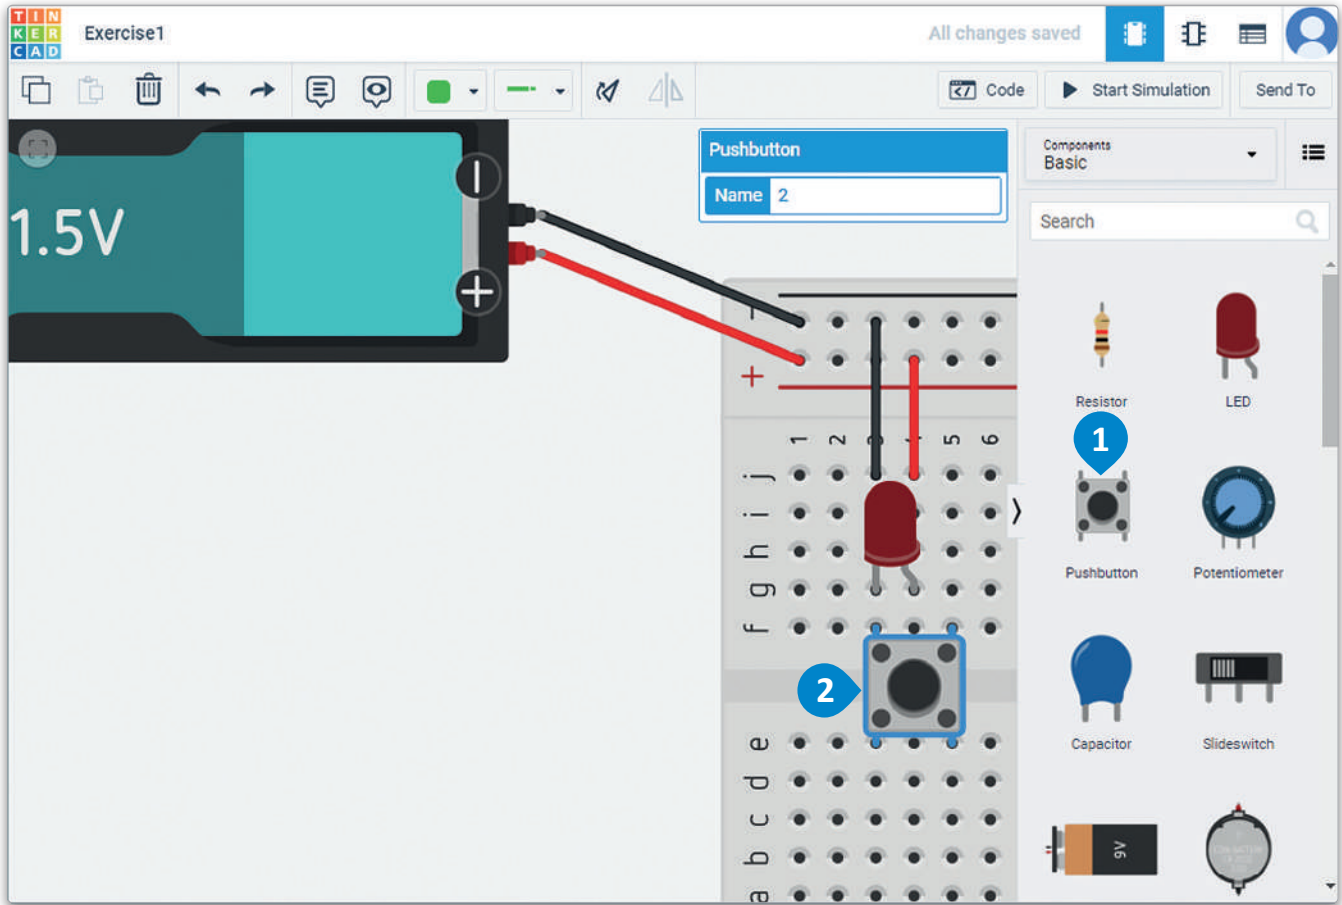 TIN
KER
CAD
Exercise1
All changes saved
Code
Start Simulation
Send To
1.5V
Pushbutton
Name 2
Components
Basic
Search
Resistor
LED
1
Pushbutton
Potentiometer
Capacitor
Slideswitch
9V
- 
+
1 2 3 4 5 6
j
i
h
g
f
2
e
d
c
b
a